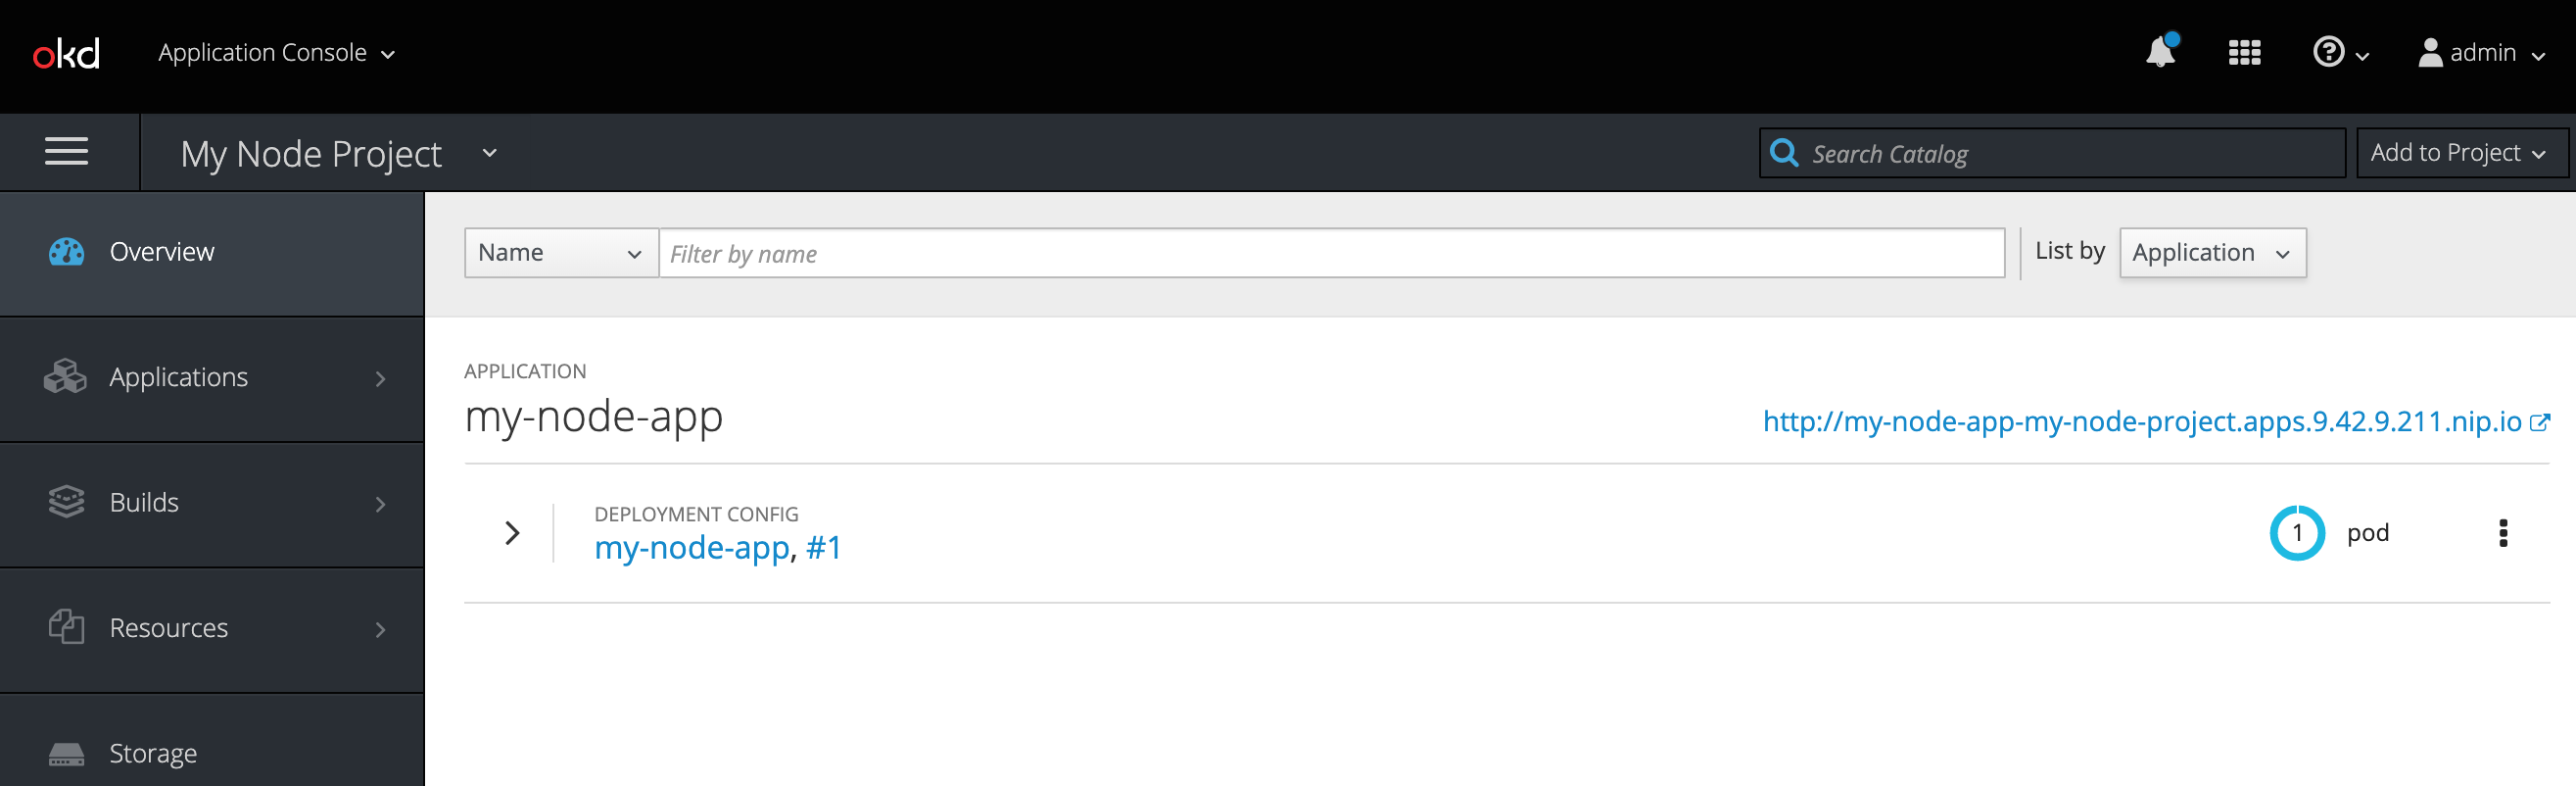 okd Application Console admin
My Node Project Search Catalog Add to Project
Overview
Name Filter by name List by Application
Applications
APPLICATION
my-node-app http://my-node-app-my-node-project.apps.9.42.9.211.nip.io
Builds
DEPLOYMENT CONFIG
my-node-app, #1 1 pod
Resources
Storage